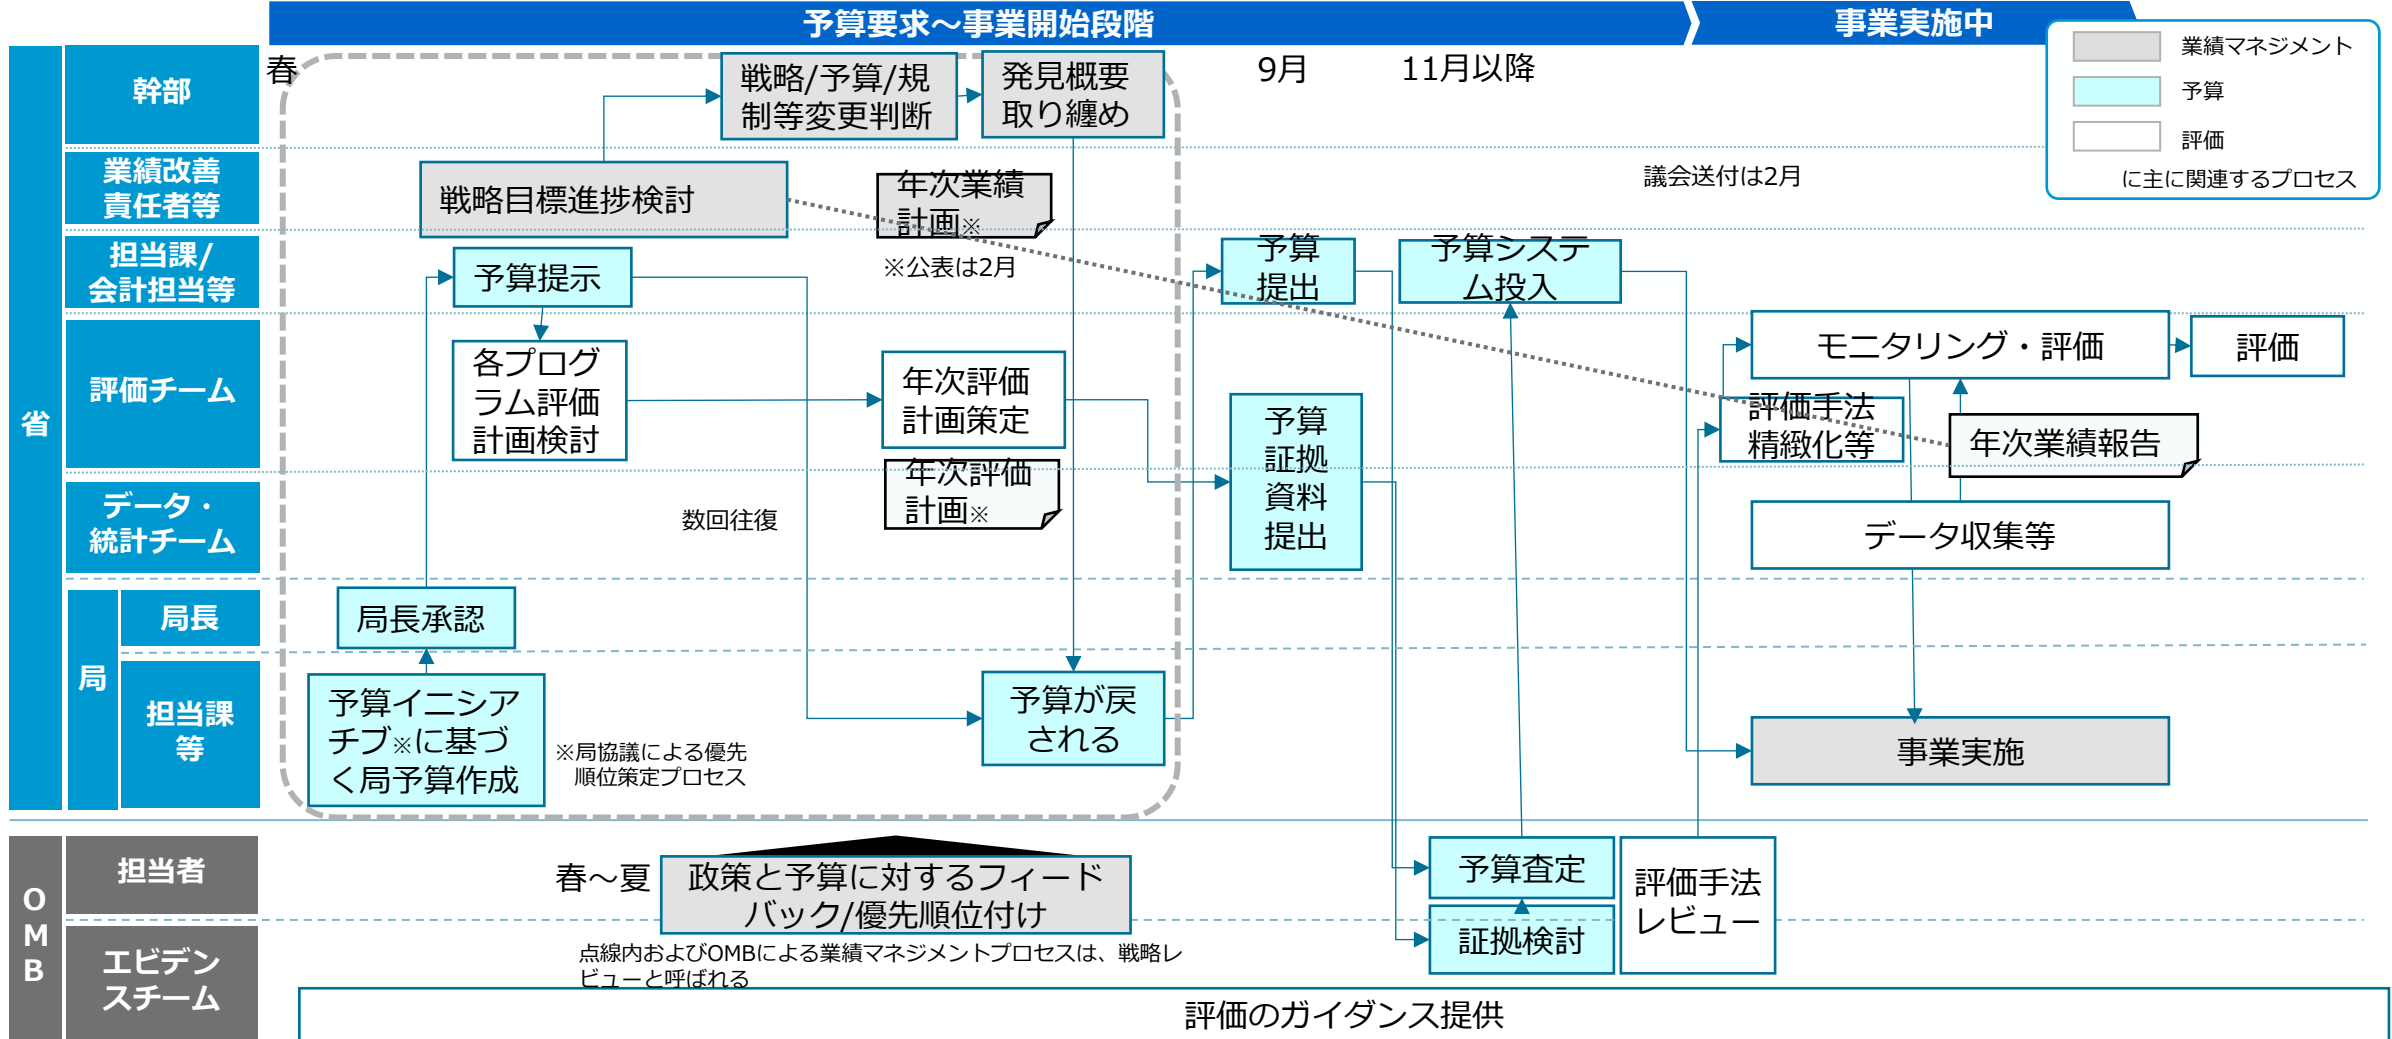 予算要求～事業開始段階
事業実施中
業績マネジメント
予算
評価
に主に関連するプロセス
省
幹部
業績改善
責任者等
担当課/
会計担当等
評価チーム
データ・
統計チーム
局
局長
担当課
等
OMB
担当者
エビデン
スチーム
春
9月
11月以降
戦略/予算/規
制等変更判断
発見概要
取り纏め
戦略目標進捗検討
年次業績
計画※
※公表は2月
議会送付は2月
予算提示
予算
提出
予算システ
ム投入
各プログ
ラム評価
計画検討
年次評価
計画策定
年次評価
計画※
数回往復
予算
証拠
資料
提出
モニタリング・評価
評価
評価手法
精緻化等
年次業績報告
データ収集等
局長承認
予算イニシア
チブ※に基づ
く局予算作成
※局協議による優先
順位策定プロセス
予算が戻
される
事業実施
春～夏
政策と予算に対するフィード
バック/優先順位付け
点線内およびOMBによる業績マネジメントプロセスは、戦略レ
ビューと呼ばれる
予算査定
証拠検討
評価手法
レビュー
評価のガイダンス提供